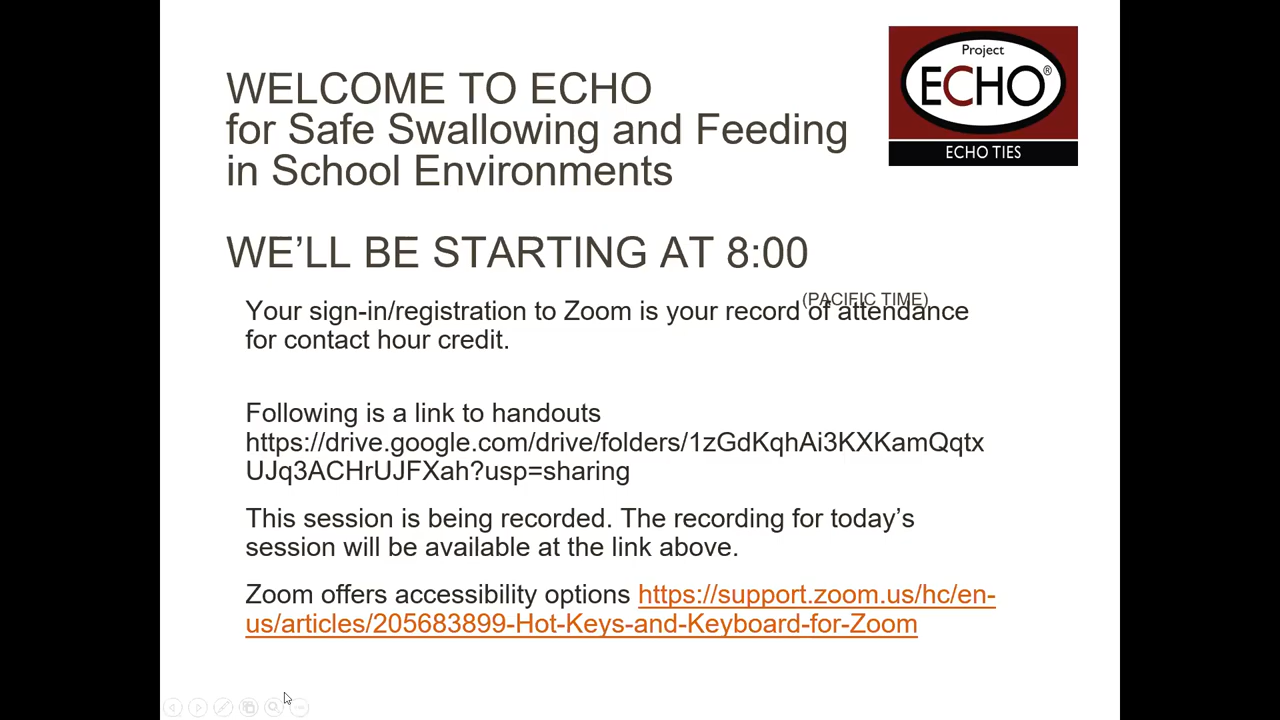 Project
ECHO®
ECHO TIES
WELCOME TO ECHO
for Safe Swallowing and Feeding
in School Environments
WE’LL BE STARTING AT 8:00
(PACIFIC TIME)
Your sign-in/registration to Zoom is your record of attendance
for contact hour credit.
Following is a link to handouts
https://drive.google.com/drive/folders/1zGdKqhAi3KXKamQqtx
UJq3ACHrUJFXah?usp=sharing
This session is being recorded. The recording for today’s
session will be available at the link above.
Zoom offers accessibility options https://support.zoom.us/hc/en-
us/articles/205683899-Hot-Keys-and-Keyboard-for-Zoom